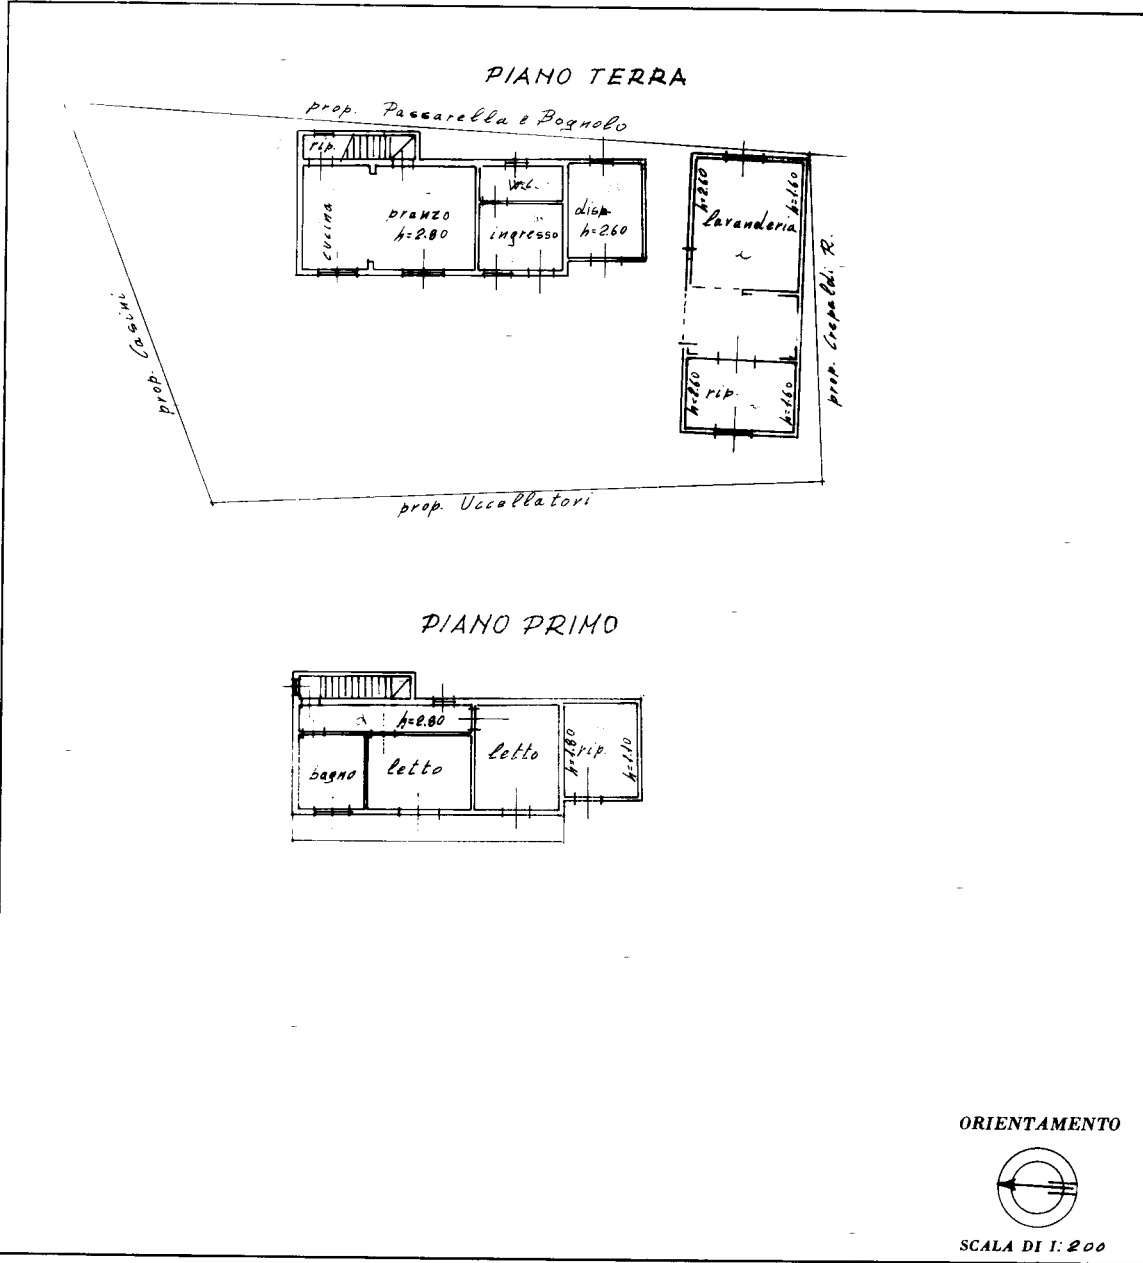 PIANO TERRA
prop. Passarella e Bognolo
rip.
cucina
pranzo
h=2.80
w.c.
ingresso
disp.
h=2.60
h=2.60
h=1.60
lavanderia
prop. Casini
prop. Crepaldi R.
h=2.60
rip.
h=1.60
prop. Uccellatori
PIANO PRIMO
d
h=2.80
bagno
letto
letto
h=1.80
rip.
h=1.10
ORIENTAMENTO
SCALA DI 1: 200